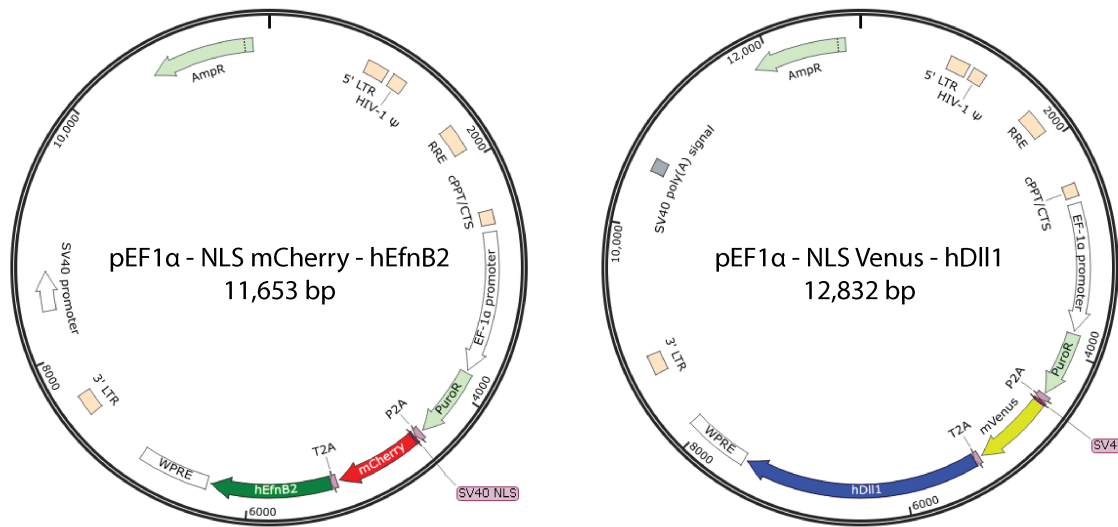 AmpR
5' LTR
HIV-1 Ψ
2000
RRE
cPPT/CTS
EF-1α promoter
4000
PuroR
P2A
SV40 NLS
mCherry
T2A
hEfnB2
6000
WPRE
3' LTR
8000
SV40 promoter
10,000
pEF1α - NLS mCherry - hEfnB2
11,653 bp
12,000
AmpR
5' LTR
HIV-1 Ψ
2000
RRE
cPPT/CTS
EF-1α promoter
4000
PuroR
P2A
SV4
mVenus
T2A
hDll1
6000
WPRE
8000
3' LTR
10,000
SV40 poly(A) signal
pEF1α - NLS Venus - hDll1
12,832 bp